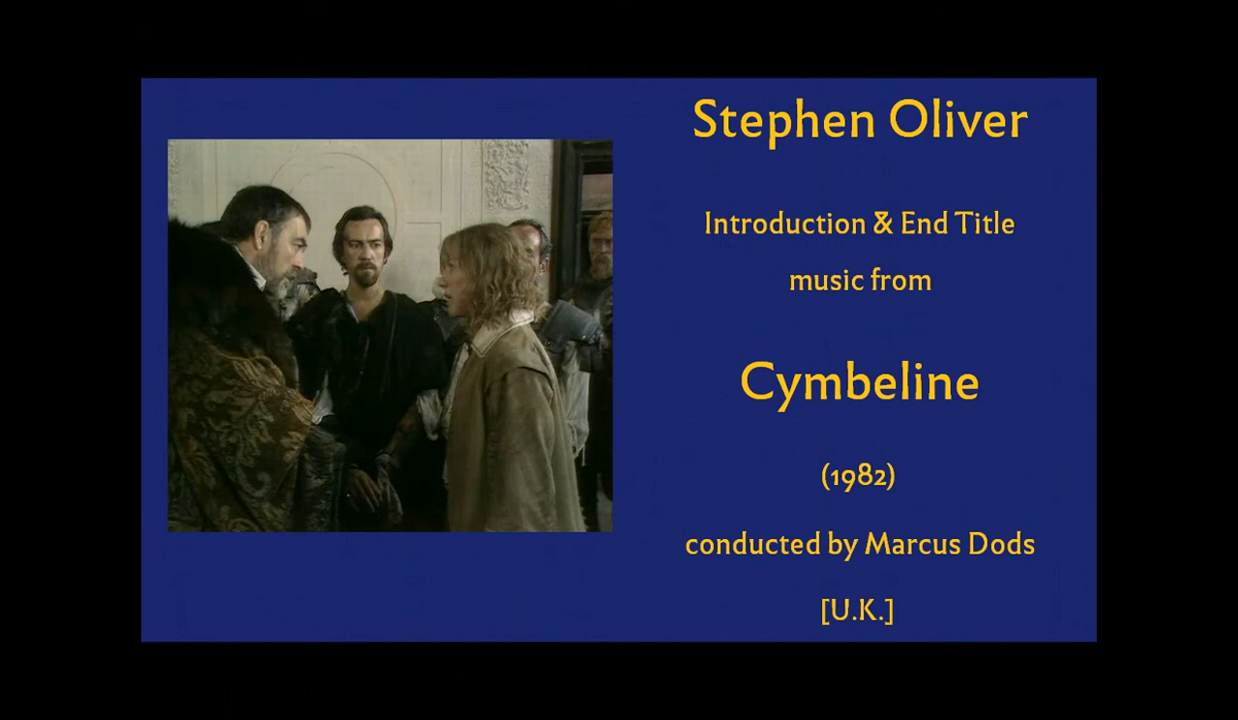 Stephen Oliver
Introduction & End Title
music from
Cymbeline
(1982)
conducted by Marcus Dods
[U.K.]